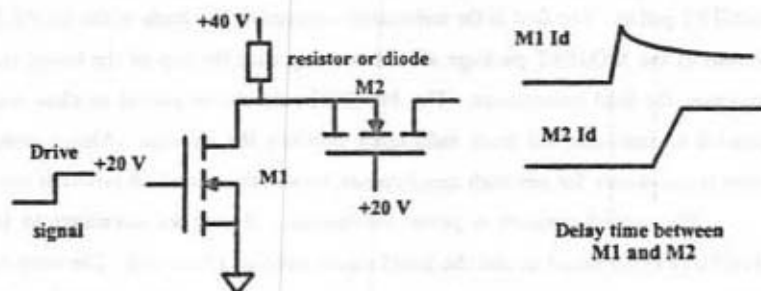 +40 V
resistor or diode
M2
M1 Id
M2 Id
Drive
+20 V
M1
signal
+20 V
Delay time between
M1 and M2